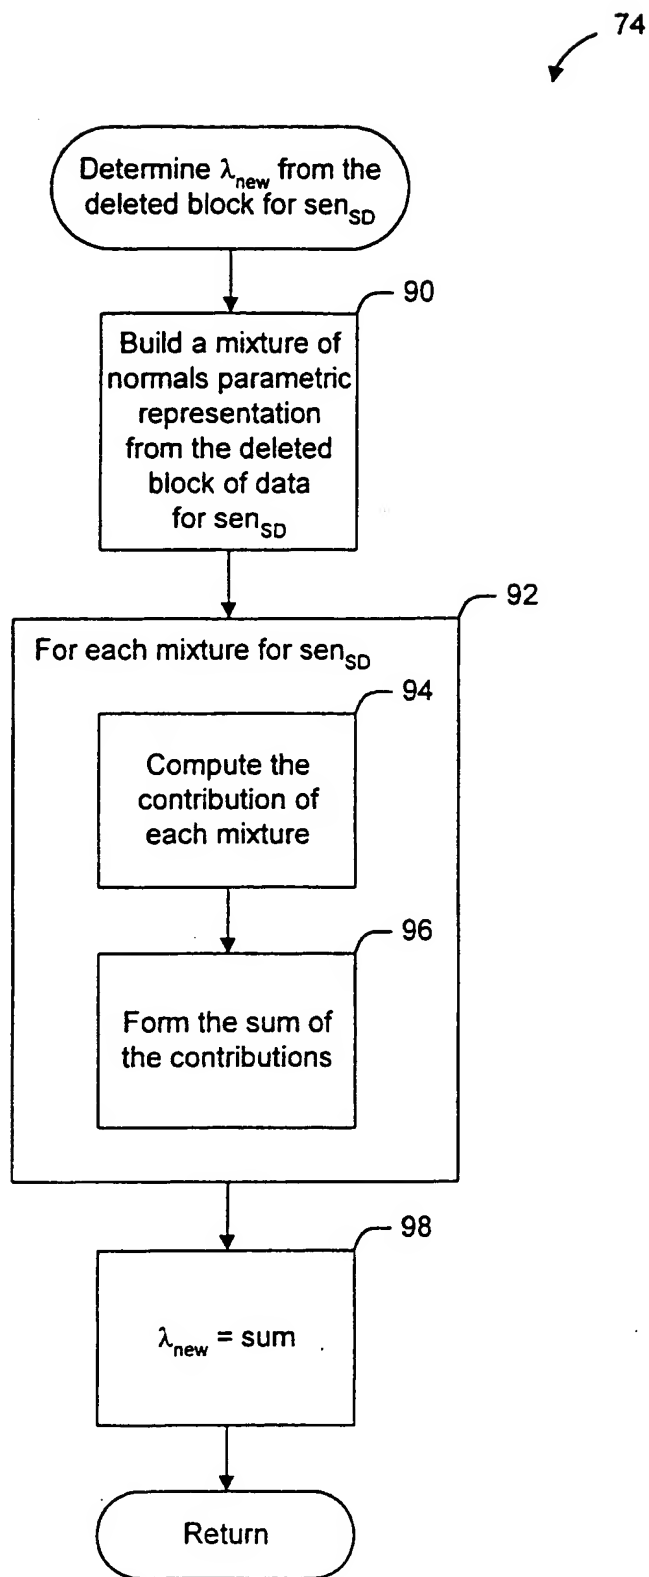 74
Determine λnew from the
deleted block for senSD
90
Build a mixture of
normals parametric
representation
from the deleted
block of data
for senSD
92
For each mixture for senSD
94
Compute the
contribution of
each mixture
96
Form the sum of
the contributions
98
λnew = sum
Return